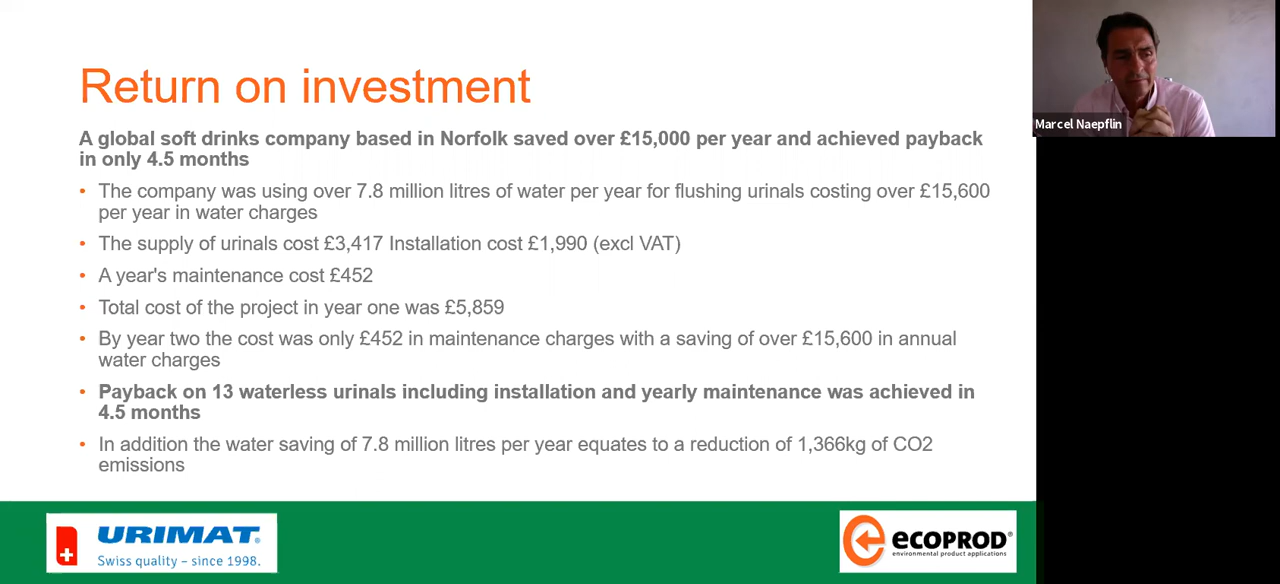 Return on investment
A global soft drinks company based in Norfolk saved over £15,000 per year and achieved payback
in only 4.5 months
• The company was using over 7.8 million litres of water per year for flushing urinals costing over £15,600
per year in water charges
• The supply of urinals cost £3,417 Installation cost £1,990 (excl VAT)
• A year's maintenance cost £452
• Total cost of the project in year one was £5,859
• By year two the cost was only £452 in maintenance charges with a saving of over £15,600 in annual
water charges
• Payback on 13 waterless urinals including installation and yearly maintenance was achieved in
4.5 months
• In addition the water saving of 7.8 million litres per year equates to a reduction of 1,366kg of CO2
emissions
URIMAT®
Swiss quality – since 1998.
ECOPROD®
environmental product applications
Marcel Naepflin